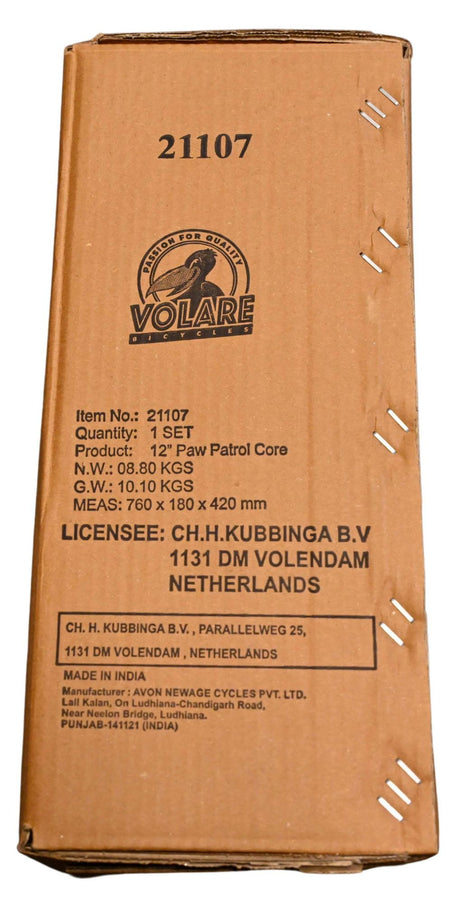 21107
PASSION FOR QUALITY
VOLARE
BICYCLES
Item No.: 21107
Quantity: 1 SET
Product: 12" Paw Patrol Core
N.W.: 08.80 KGS
G.W.: 10.10 KGS
MEAS: 760 x 180 x 420 mm
LICENSEE: CH.H.KUBBINGA B.V
1131 DM VOLENDAM
NETHERLANDS
CH. H. KUBBINGA B.V. , PARALLELWEG 25,
1131 DM VOLENDAM , NETHERLANDS
MADE IN INDIA
Manufacturer : AVON NEWAGE CYCLES PVT. LTD.
Lall Kalan, On Ludhiana-Chandigarh Road,
Near Neelon Bridge, Ludhiana.
PUNJAB-141121 (INDIA)